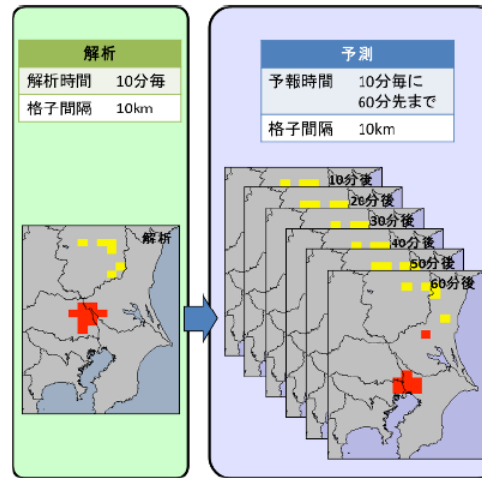 解析
解析時間 10分毎
格子間隔 10km
解析
予測
予報時間 10分毎に
60分先まで
格子間隔 10km
10分後
20分後
30分後
40分後
50分後
60分後